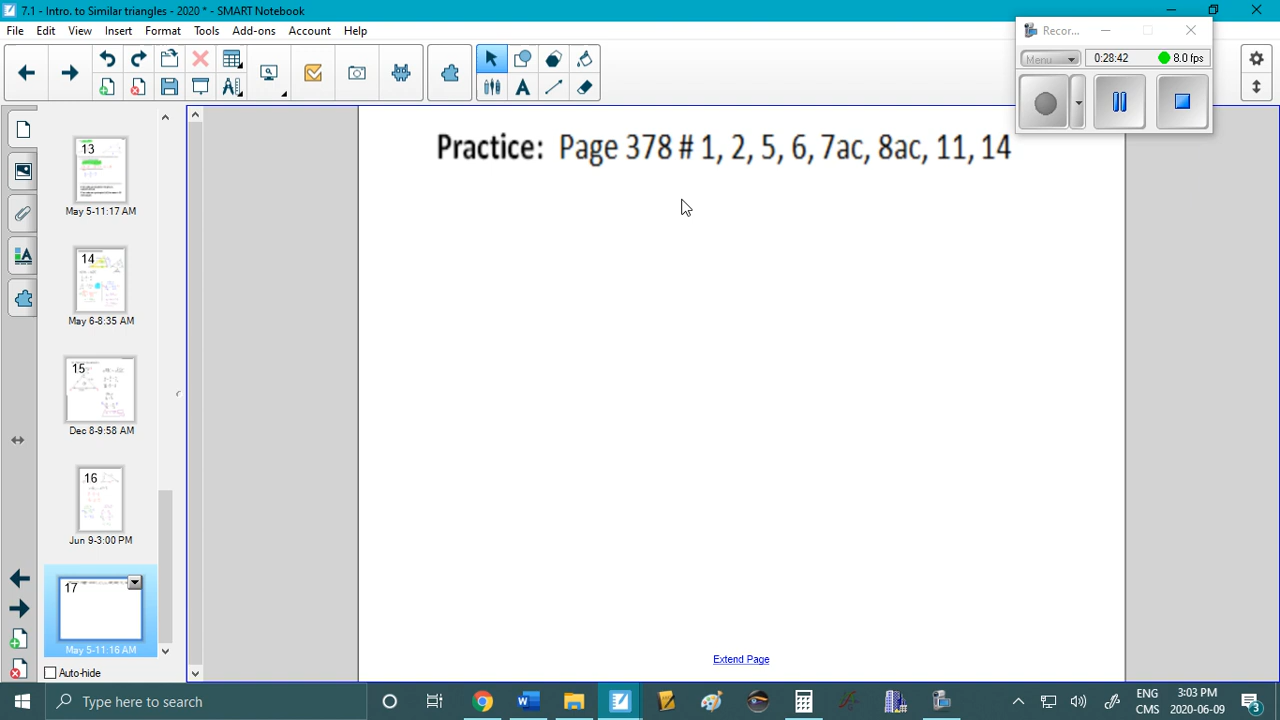 7.1 - Intro. to Similar triangles - 2020 * - SMART Notebook
File Edit View Insert Format Tools Add-ons Account Help
Recor...
Menu
0:28:42
8.0 fps
Practice: Page 378 # 1, 2, 5, 6, 7ac, 8ac, 11, 14
13
May 5-11:17 AM
14
May 6-8:35 AM
15
Dec 8-9:58 AM
16
Jun 9-3:00 PM
17
May 5-11:16 AM
Auto-hide
Extend Page
Type here to search
ENG
CMS
3:03 PM
2020-06-09
3